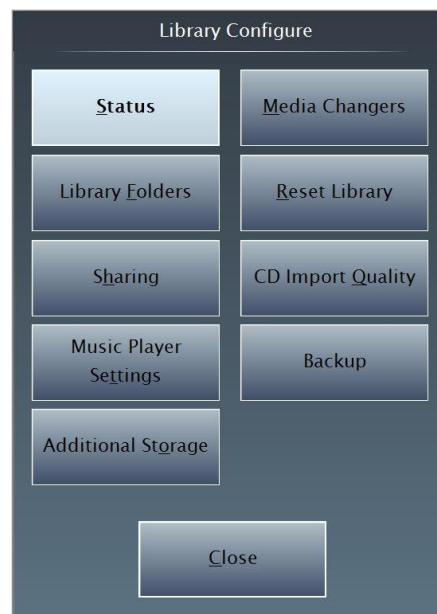 Library Configure
Status
Media Changers
Library Folders
Reset Library
Sharing
CD Import Quality
Music Player
Settings
Backup
Additional Storage
Close